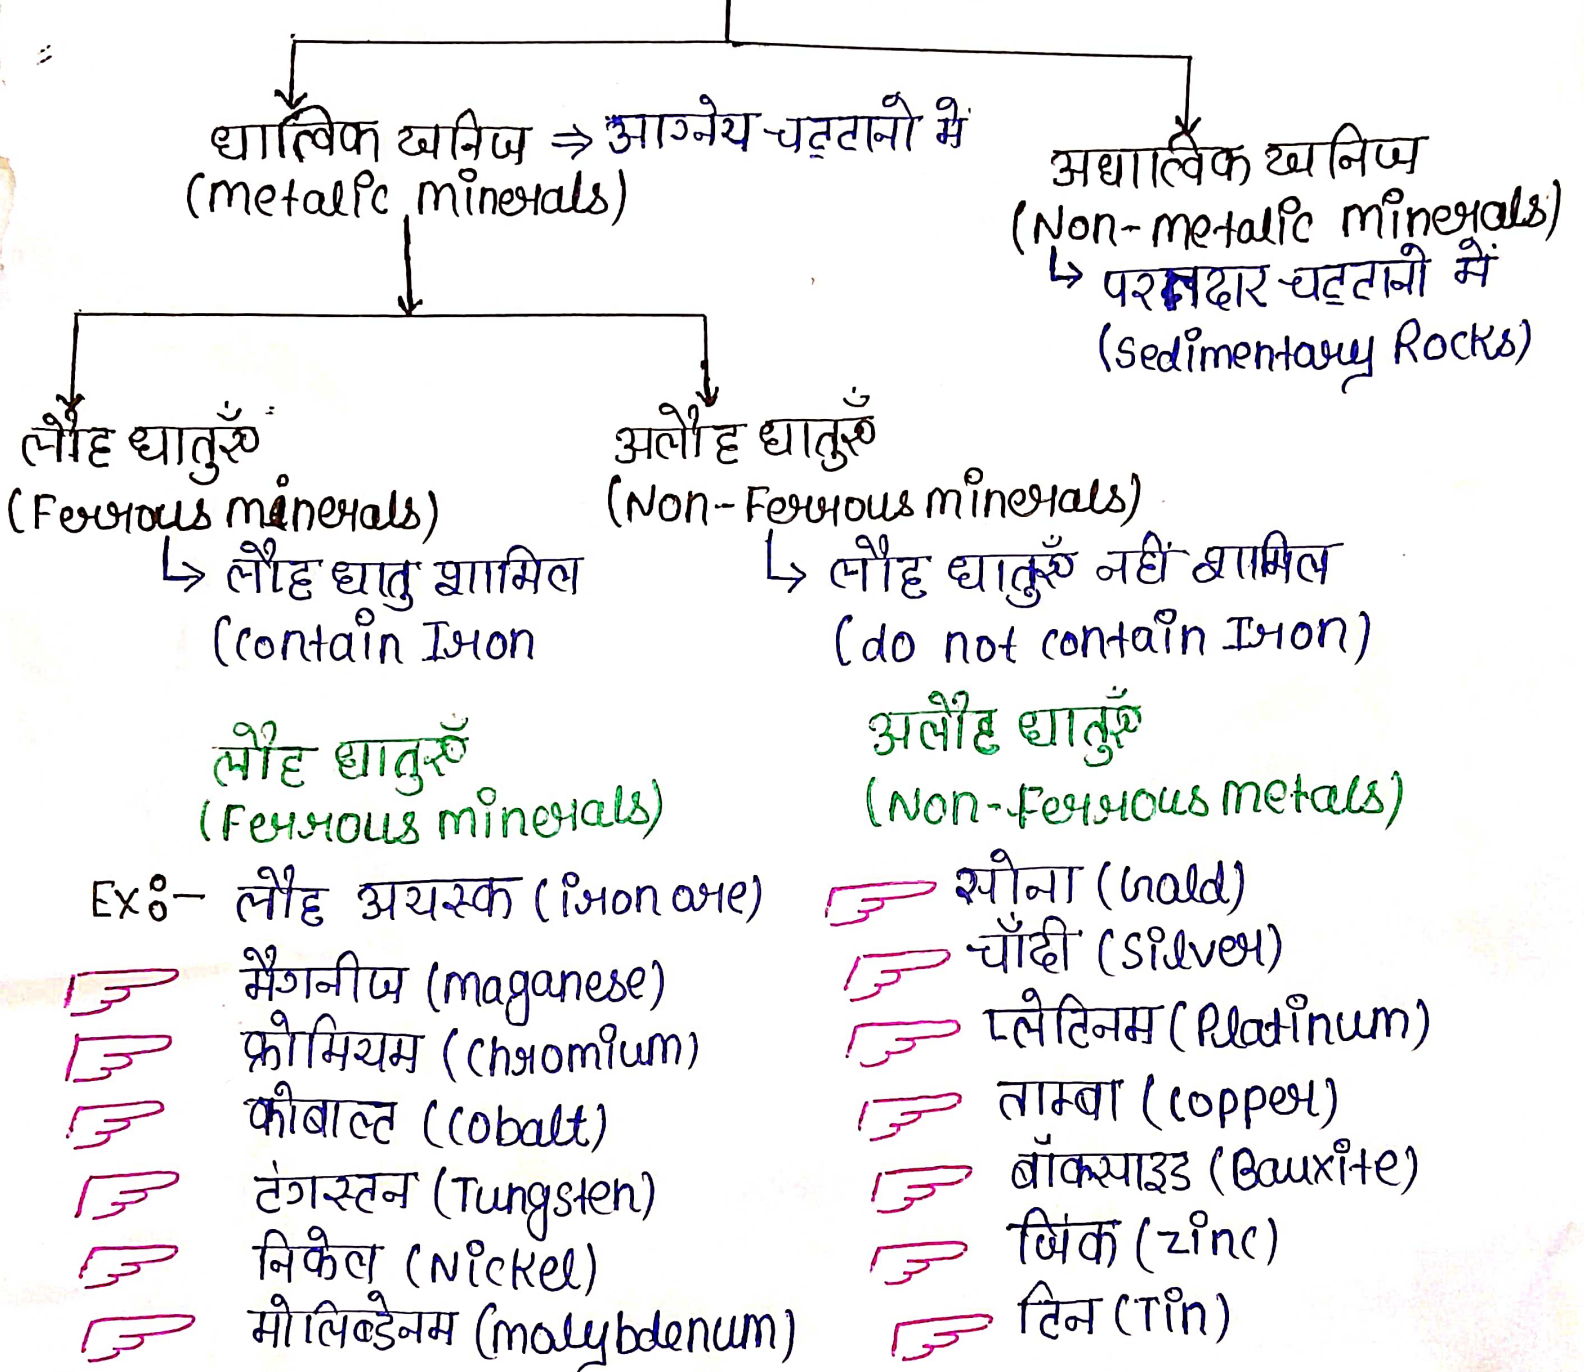 धात्विक खनिज ⇒ आग्नेय चट्टानो में
(Metalic minerals)
अधात्विक खनिज
(Non-metalic minerals)
↳ परतदार चट्टानो में
(Sedimentary Rocks)
लौह धातुएँ
(Ferrous minerals)
↳ लौह धातु शामिल
(contain Iron
अलौह धातुएँ
(Non-Ferrous minerals)
↳ लौह धातुएँ नहीं शामिल
(do not contain Iron)
लौह धातुएँ
(Ferrous minerals)
Ex:- लौह अयस्क (iron ore)
मैगनीज (maganese)
क्रोमियम (chromium)
कोबाल्ट (cobalt)
टंगस्टन (Tungsten)
निकेल (Nickel)
मोलिब्डेनम (molybdenum)
अलौह धातुएँ
(Non-Ferrous metals)
सोना (Gold)
चाँदी (Silver)
प्लेटिनम (Platinum)
ताम्बा (copper)
बॉक्साइड (Bauxite)
जिंक (zinc)
टिन (Tin)